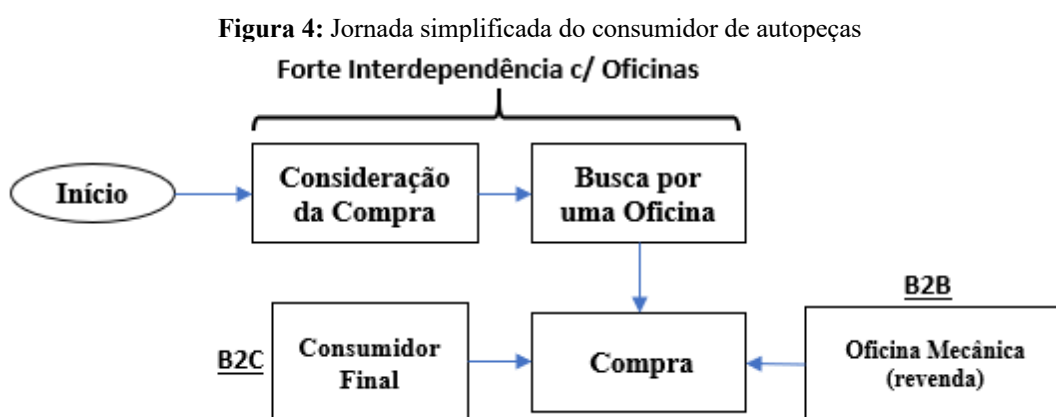 Figura 4: Jornada simplificada do consumidor de autopeças
Forte Interdependência c/ Oficinas
Início
Consideração
da Compra
Busca por
uma Oficina
B2B
B2C
Consumidor
Final
Compra
Oficina Mecânica
(revenda)